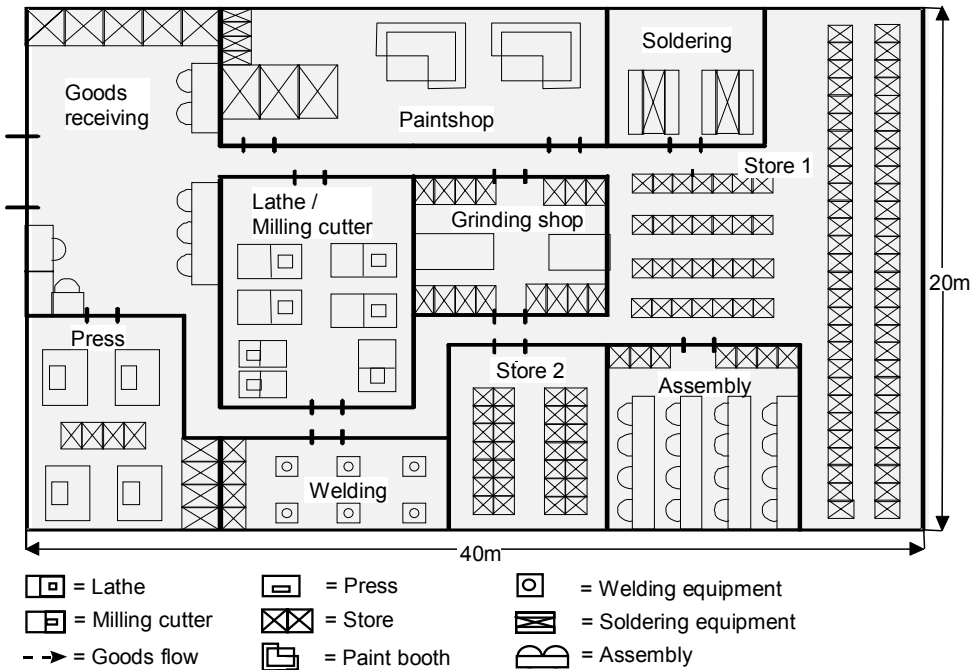 Goods
receiving
Paintshop
Soldering
Store 1
Lathe /
Milling cutter
Grinding shop
20m
Press
Store 2
Assembly
Welding
40m
= Lathe
= Press
= Welding equipment
= Milling cutter
= Store
= Soldering equipment
= Goods flow
= Paint booth
= Assembly